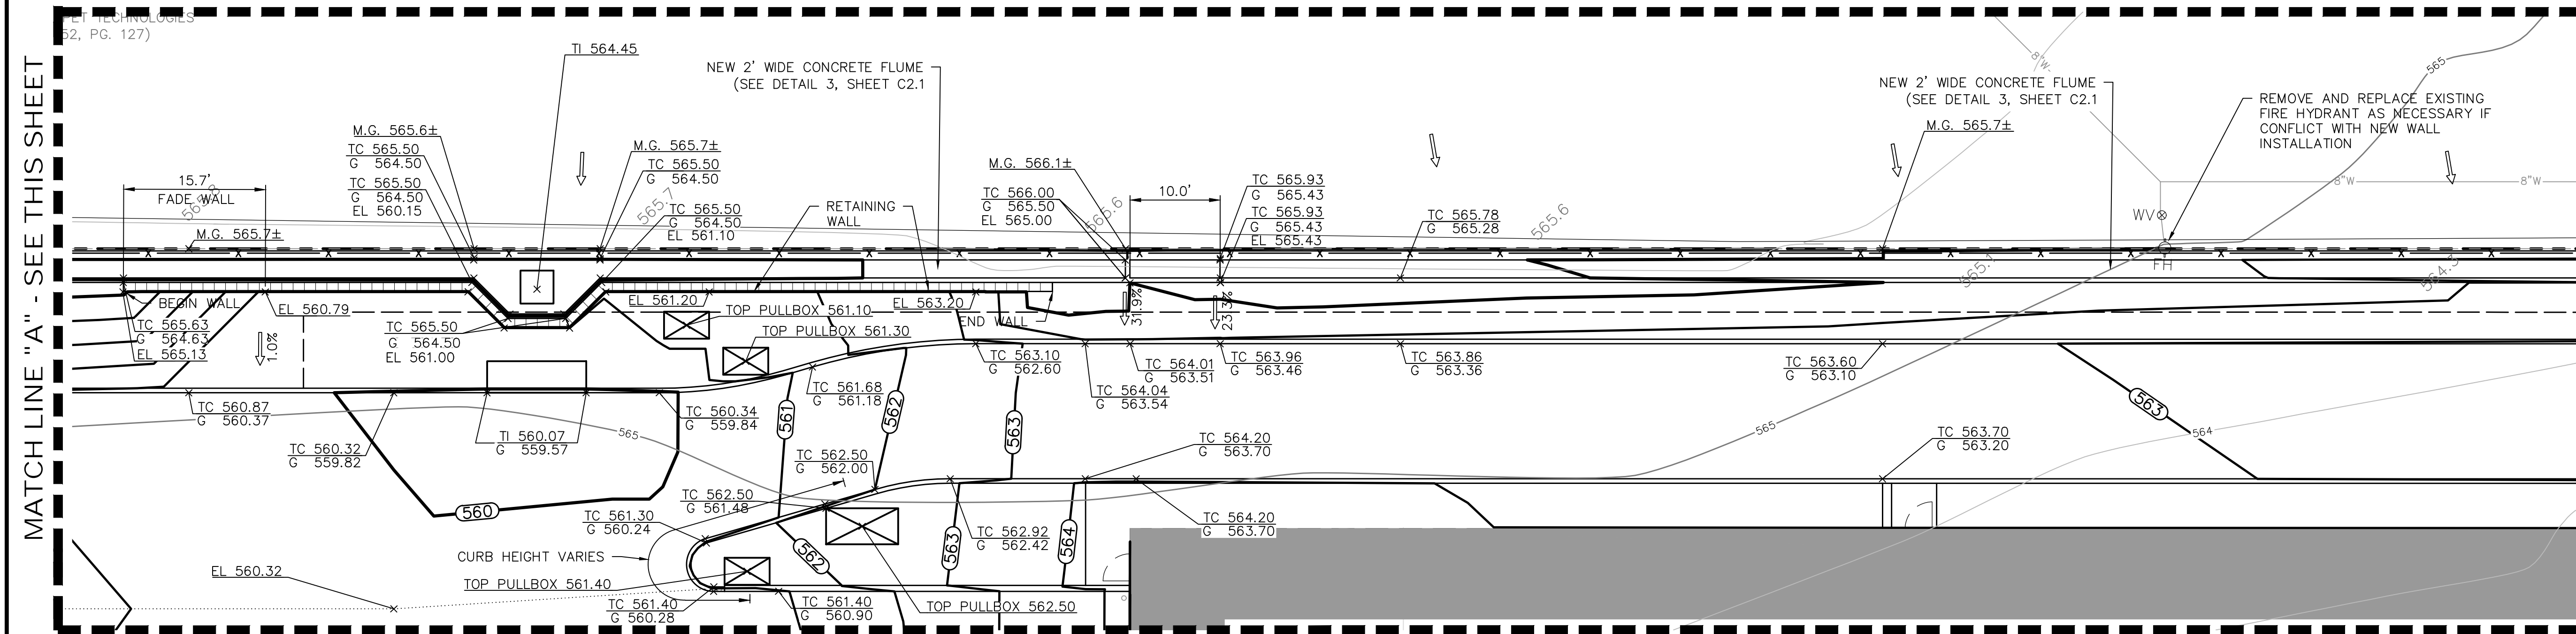 PET TECHNOLOGIES
52, PG. 127)
MATCH LINE "A" - SEE THIS SHEET
TI 564.45
NEW 2' WIDE CONCRETE FLUME
(SEE DETAIL 3, SHEET C2.1
NEW 2' WIDE CONCRETE FLUME
(SEE DETAIL 3, SHEET C2.1
REMOVE AND REPLACE EXISTING
FIRE HYDRANT AS NECESSARY IF
CONFLICT WITH NEW WALL
INSTALLATION
8"W
565
M.G. 565.6±
TC 565.50
G 564.50
TC 565.50
G 564.50
EL 560.15
M.G. 565.7±
TC 565.50
G 564.50
TC 565.50
G 564.50
EL 561.10
M.G. 565.7±
15.7'
FADE WALL
565.8
M.G. 565.7±
565.7
RETAINING
WALL
M.G. 566.1±
TC 566.00
G 565.50
EL 565.00
565.6
10.0'
TC 565.93
G 565.43
TC 565.93
G 565.43
EL 565.43
TC 565.78
G 565.28
565.6
8"W
8"W
WV
FH
565.1
564.3
BEGIN WALL
TC 565.63
G 564.63
EL 565.13
1.0%
EL 560.79
TC 565.50
G 564.50
EL 561.00
EL 561.20
TOP PULLBOX 561.10
TOP PULLBOX 561.30
EL 563.20
END WALL
31.9%
23.3%
TC 563.10
G 562.60
TC 564.01
G 563.51
TC 564.04
G 563.54
TC 563.96
G 563.46
TC 563.86
G 563.36
TC 563.60
G 563.10
TC 560.87
G 560.37
TC 560.32
G 559.82
TI 560.07
G 559.57
TC 560.34
G 559.84
565
TC 561.68
G 561.18
561
562
563
563
565
564
TC 562.50
G 562.00
TC 564.20
G 563.70
TC 563.70
G 563.20
560
TC 562.50
G 561.48
TC 561.30
G 560.24
TC 562.92
G 562.42
TC 564.20
G 563.70
563
564
562
CURB HEIGHT VARIES
EL 560.32
TOP PULLBOX 561.40
TC 561.40
G 560.28
TC 561.40
G 560.90
TOP PULLBOX 562.50